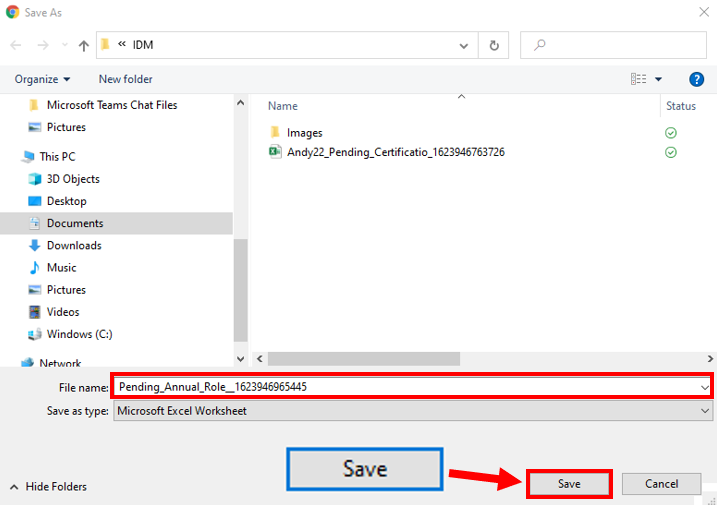 Save As
« IDM
Organize
New folder
?
Microsoft Teams Chat Files
Pictures
This PC
3D Objects
Desktop
Documents
Downloads
Music
Pictures
Videos
Windows (C:)
Network
Name
Status
Images
Andy22_Pending_Certificatio_1623946763726
File name:
Pending_Annual_Role__1623946965445
Save as type:
Microsoft Excel Worksheet
Save
Hide Folders
Save
Cancel